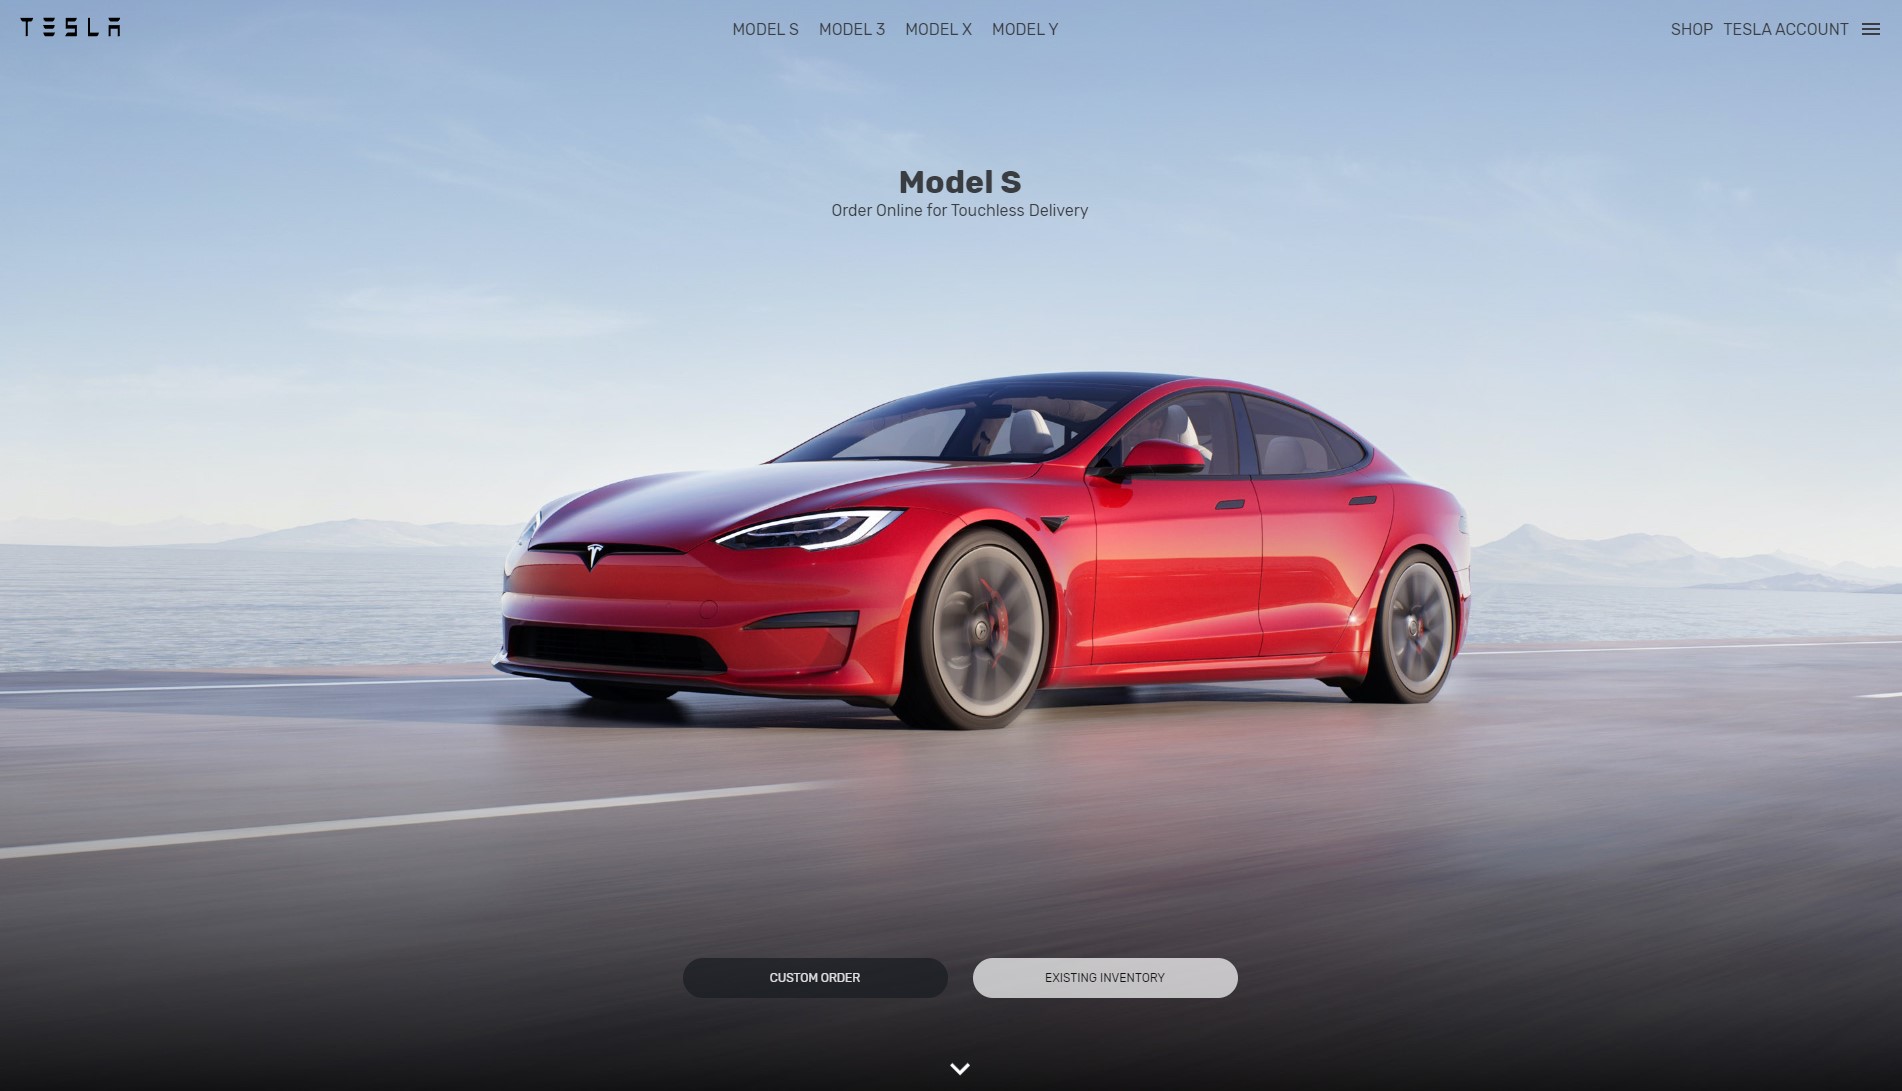 TESLA
MODEL S MODEL 3 MODEL X MODEL Y
SHOP TESLA ACCOUNT
Model S
Order Online for Touchless Delivery
CUSTOM ORDER
EXISTING INVENTORY